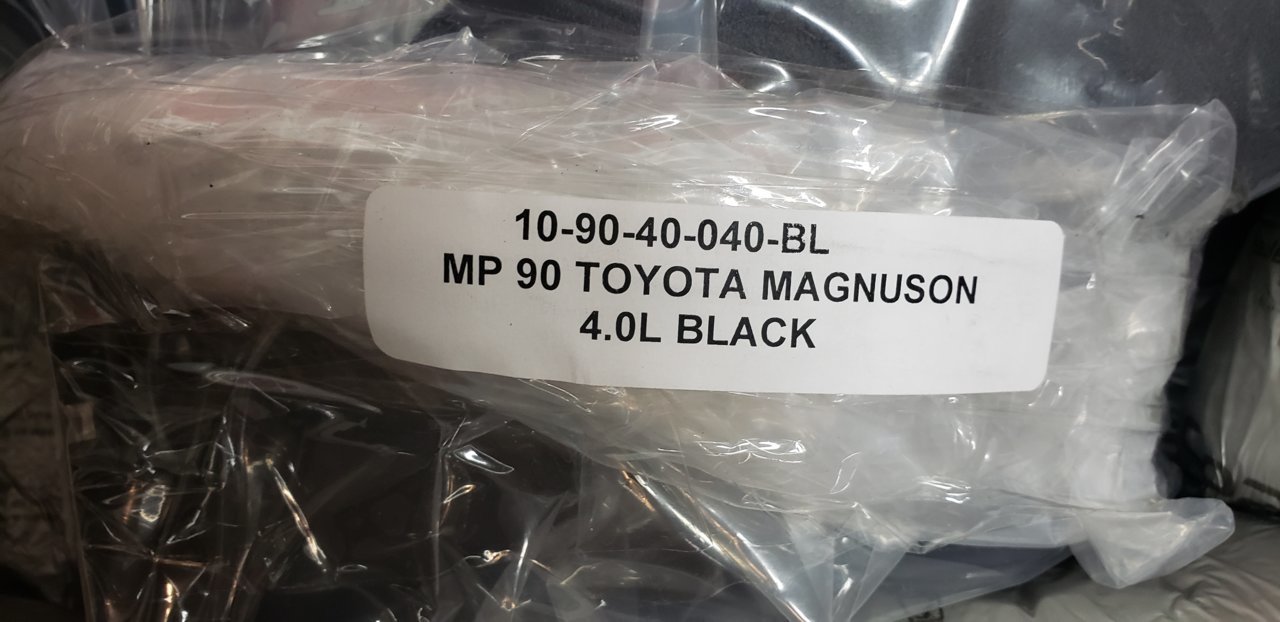 10-90-40-040-BL
MP 90 TOYOTA MAGNUSON
4.0L BLACK